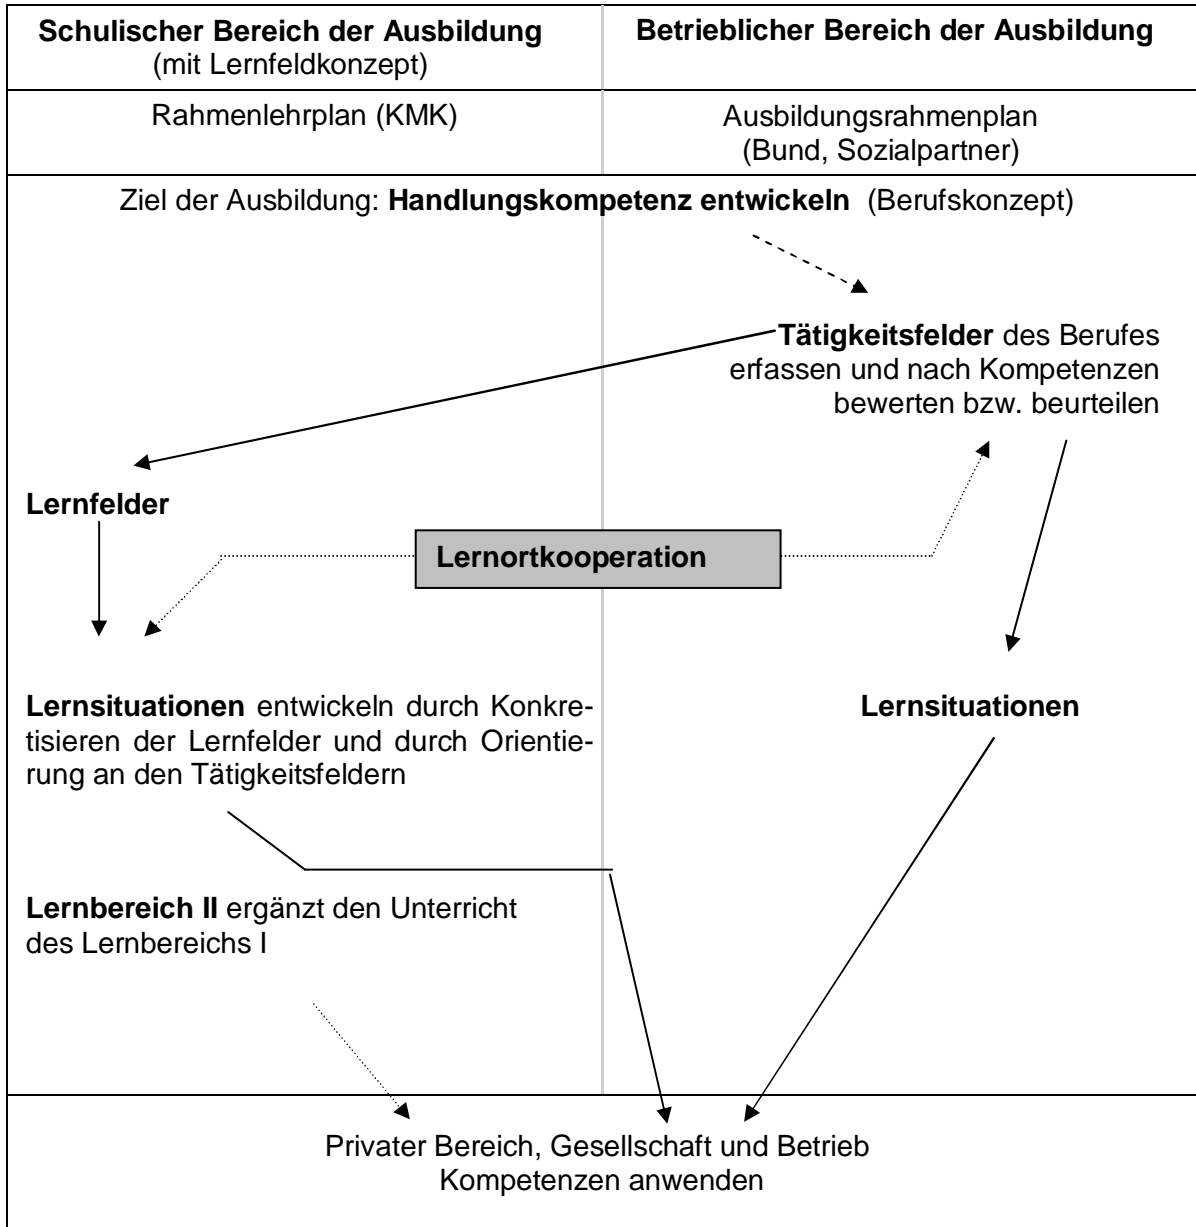 Schulischer Bereich der Ausbildung
(mit Lernfeldkonzept)
Betrieblicher Bereich der Ausbildung
Rahmenlehrplan (KMK)
Ausbildungsrahmenplan
(Bund, Sozialpartner)
Ziel der Ausbildung: Handlungskompetenz entwickeln (Berufskonzept)
Tätigkeitsfelder des Berufes
erfassen und nach Kompetenzen
bewerten bzw. beurteilen
Lernfelder
Lernortkooperation
Lernsituationen entwickeln durch Konkre-
tisieren der Lernfelder und durch Orientie-
rung an den Tätigkeitsfeldern
Lernsituationen
Lernbereich II ergänzt den Unterricht
des Lernbereichs I
Privater Bereich, Gesellschaft und Betrieb
Kompetenzen anwenden